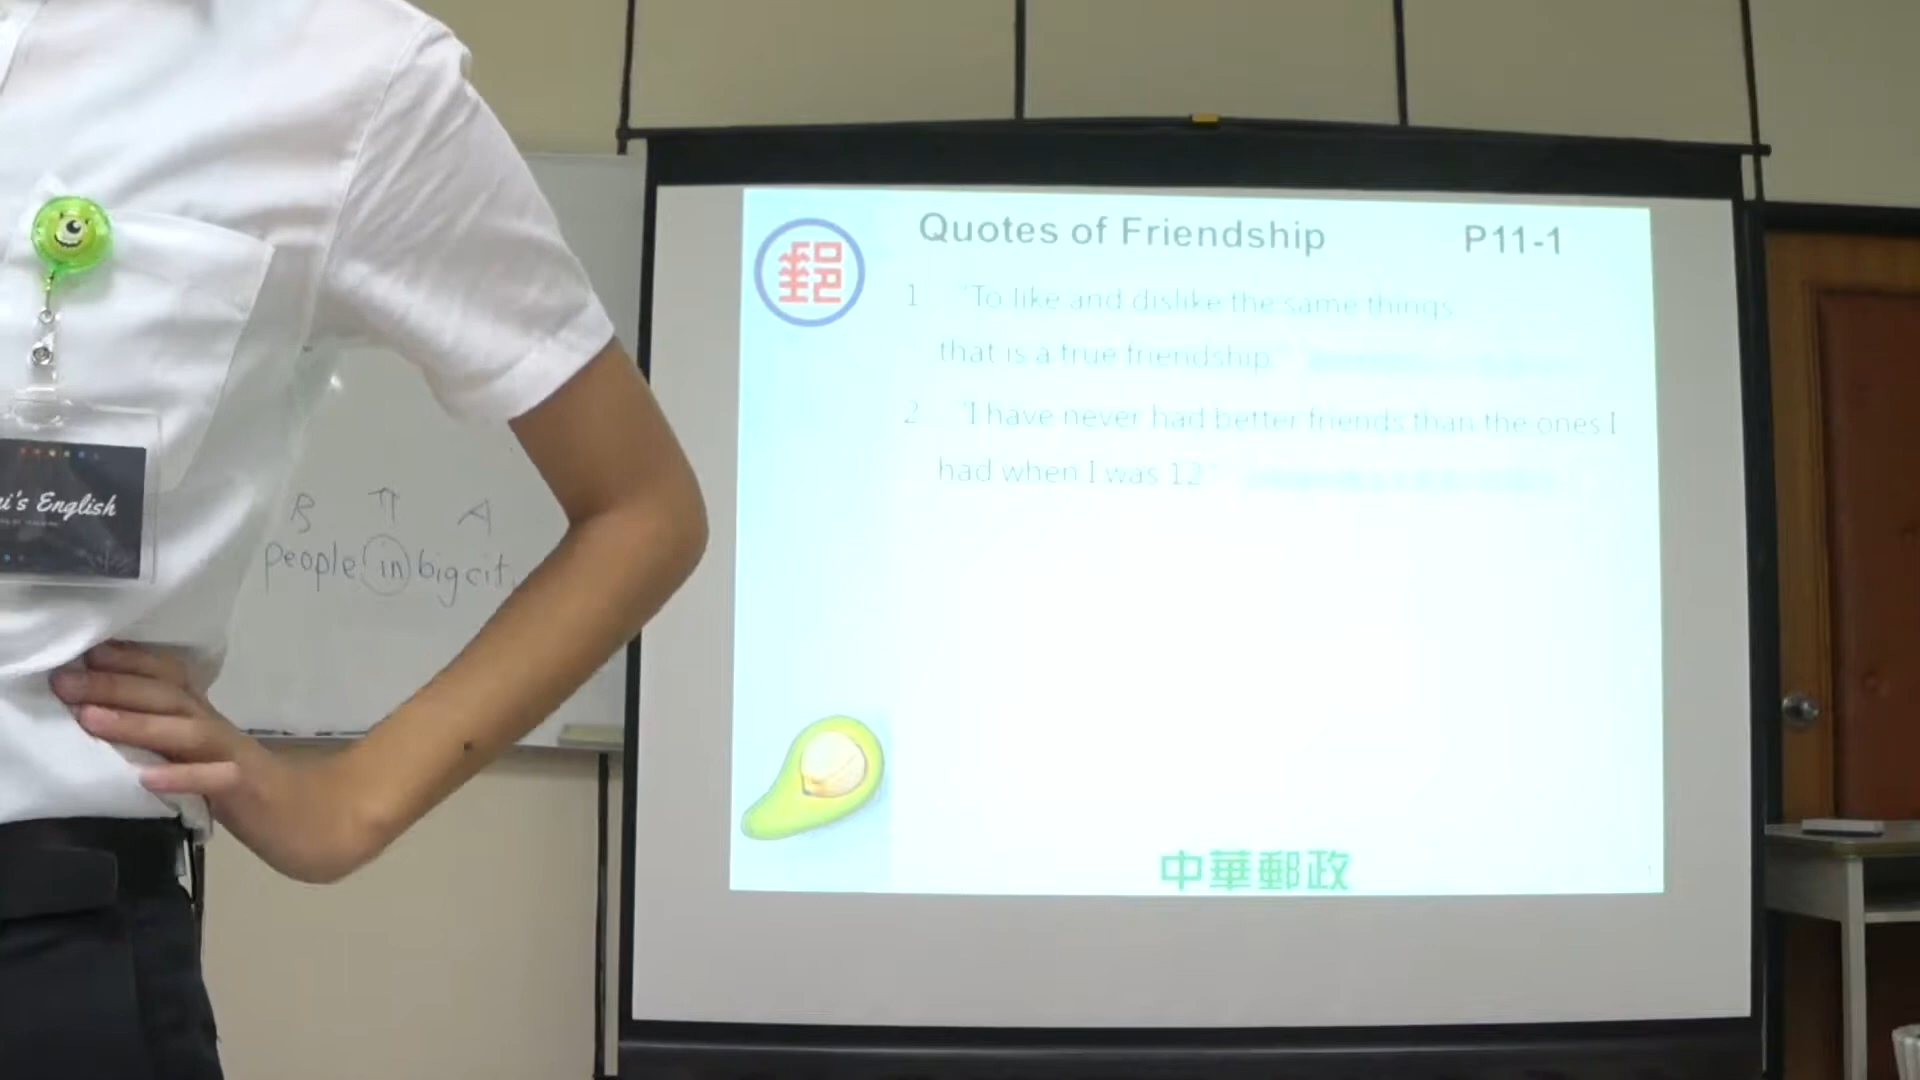 Quotes of Friendship P11-1
郵
1 "To like and dislike the same things
that is a true friendship."
2. "I have never had better friends than the ones I
had when I was 12"
中華郵政
's English
B π A
people in big cit